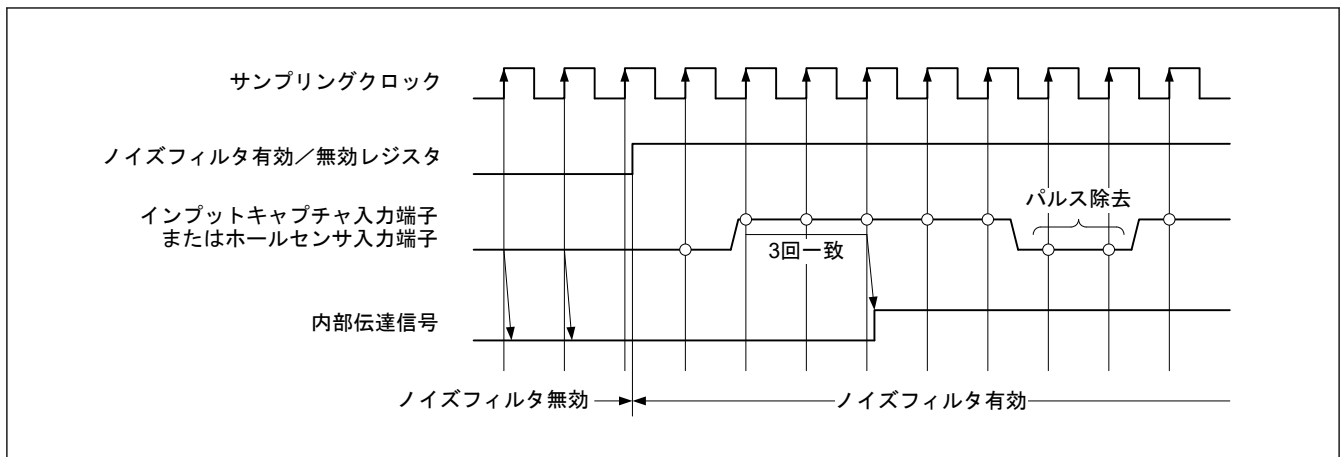 サンプリングクロック
ノイズフィルタ有効／無効レジスタ
インプットキャプチャ入力端子
またはホールセンサ入力端子
パルス除去
3回一致
内部伝達信号
ノイズフィルタ無効
ノイズフィルタ有効